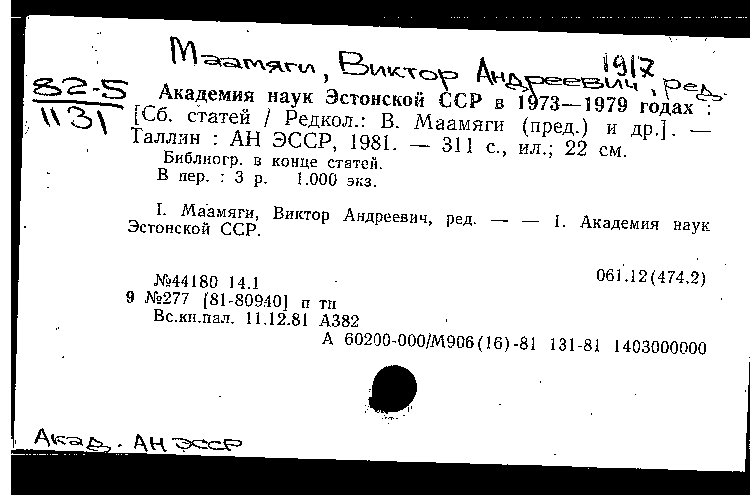 Маамяги, Виктор Андреевич, ред.
1917
82-5
1131
Академия наук Эстонской ССР в 1973—1979 годах :
[Сб. статей / Редкол.: В. Маамяги (пред.) и др.]. —
Таллин : АН ЭССР, 1981. — 311 с., ил.; 22 см.
Библиогр. в конце статей.
В пер. : 3 р. 1.000 экз.
I. Маамяги, Виктор Андреевич, ред. — — I. Академия наук
Эстонской ССР.
№44180 14.1
061.12(474.2)
9 №277 [81-80940] п тп
Вс.кн.пал. 11.12.81 А382
А 60200-000/М906(16)-81 131-81 1403000000
Акад. АН ЭССР